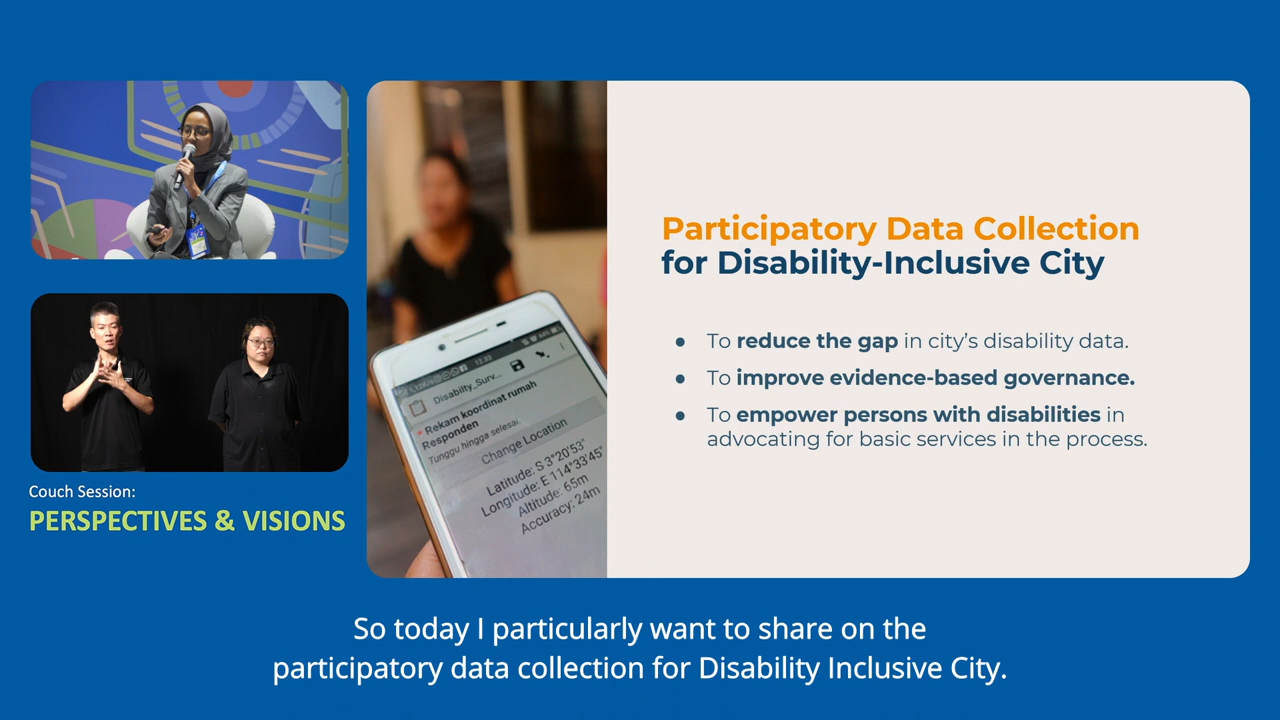 Couch Session:
PERSPECTIVES & VISIONS
12.23
Disabilty_Surv...
* Rekam koordinat rumah
Responden
Tunggu hingga selesai.
Change Location
Latitude: S 3°20'53"
Longitude: E 114°33'45"
Altitude: 65m
Accuracy: 24m
Participatory Data Collection
for Disability-Inclusive City
● To reduce the gap in city's disability data.
● To improve evidence-based governance.
● To empower persons with disabilities in
advocating for basic services in the process.
So today I particularly want to share on the
participatory data collection for Disability Inclusive City.